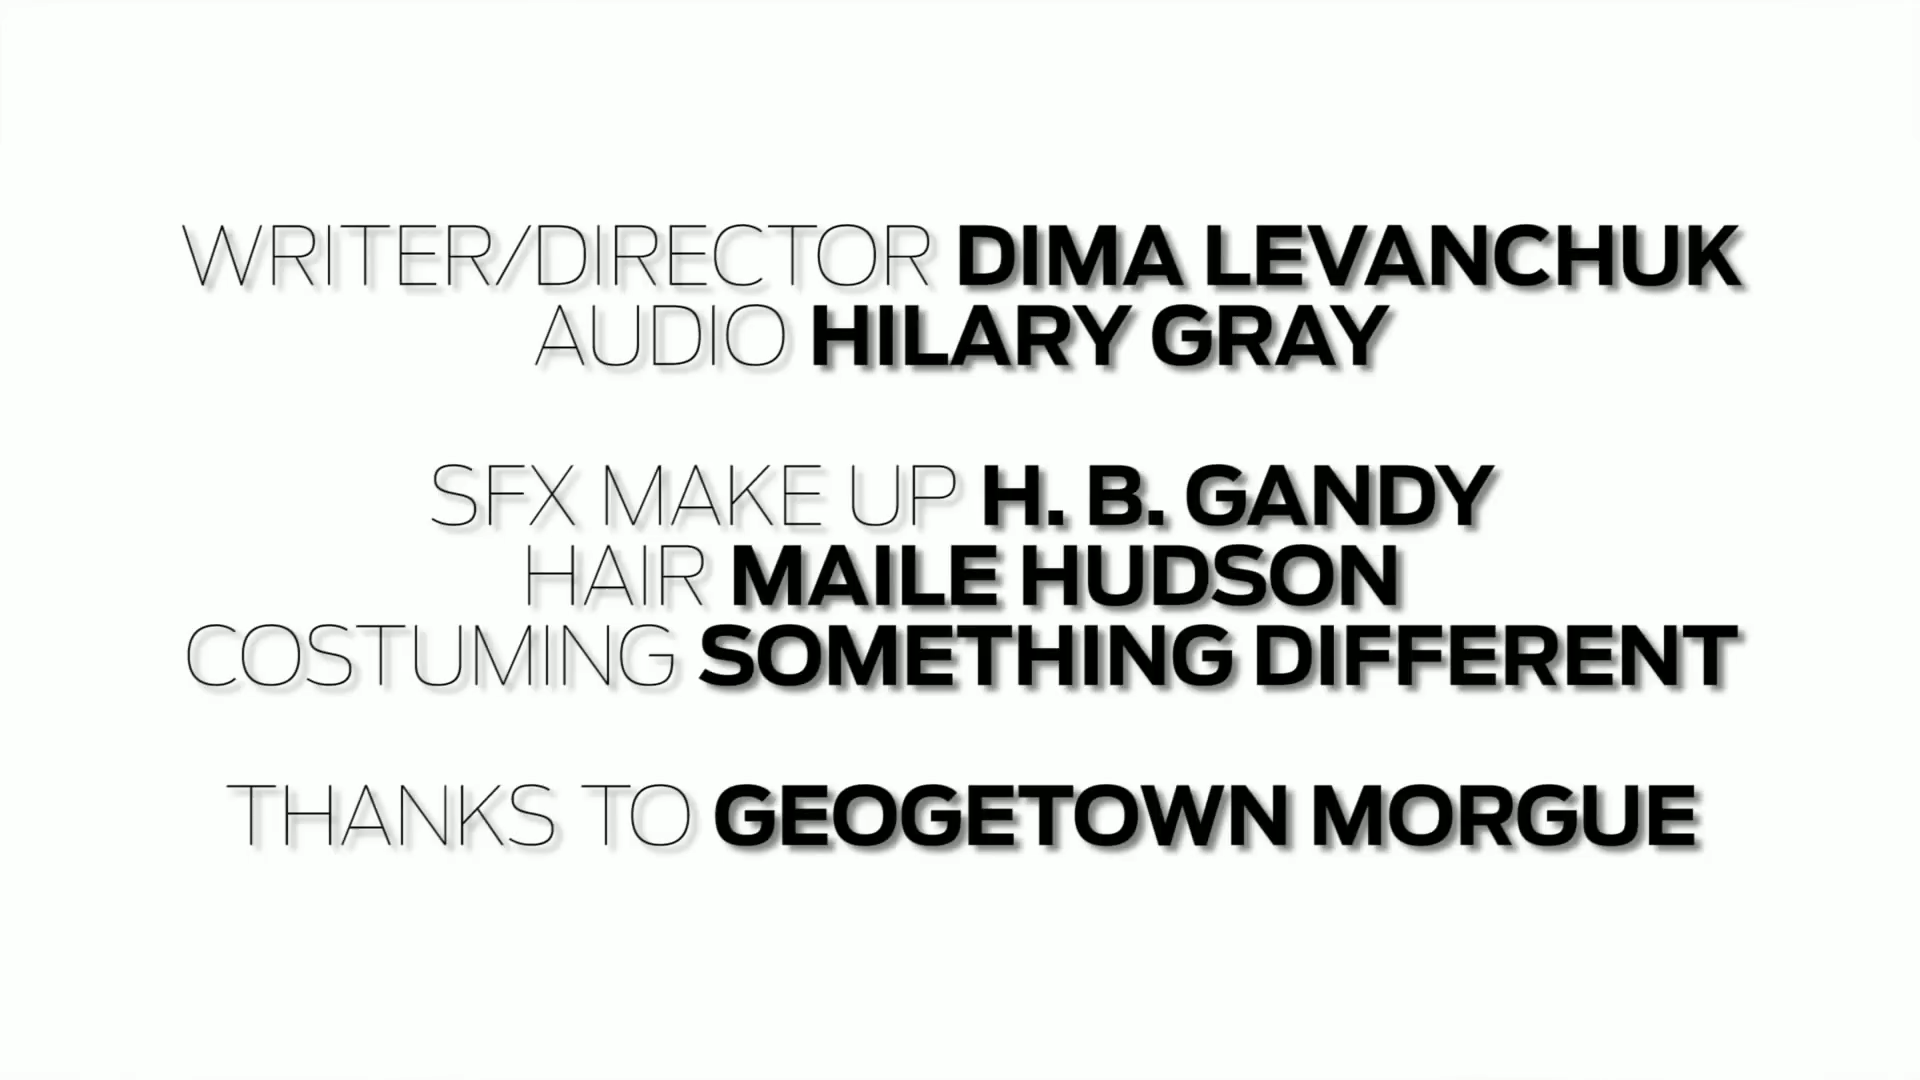 WRITER/DIRECTOR DIMA LEVANCHUK
AUDIO HILARY GRAY
SFX MAKE UP H. B. GANDY
HAIR MAILE HUDSON
COSTUMING SOMETHING DIFFERENT
THANKS TO GEOGETOWN MORGUE